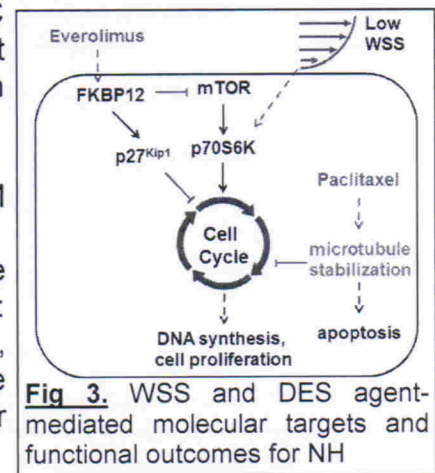 Everolimus
Low
WSS
FKBP12
mTOR
p27Kip1
p70S6K
Paclitaxel
Cell
Cycle
microtubule
stabilization
DNA synthesis,
cell proliferation
apoptosis
Fig 3. WSS and DES agent-
mediated molecular targets and
functional outcomes for NH